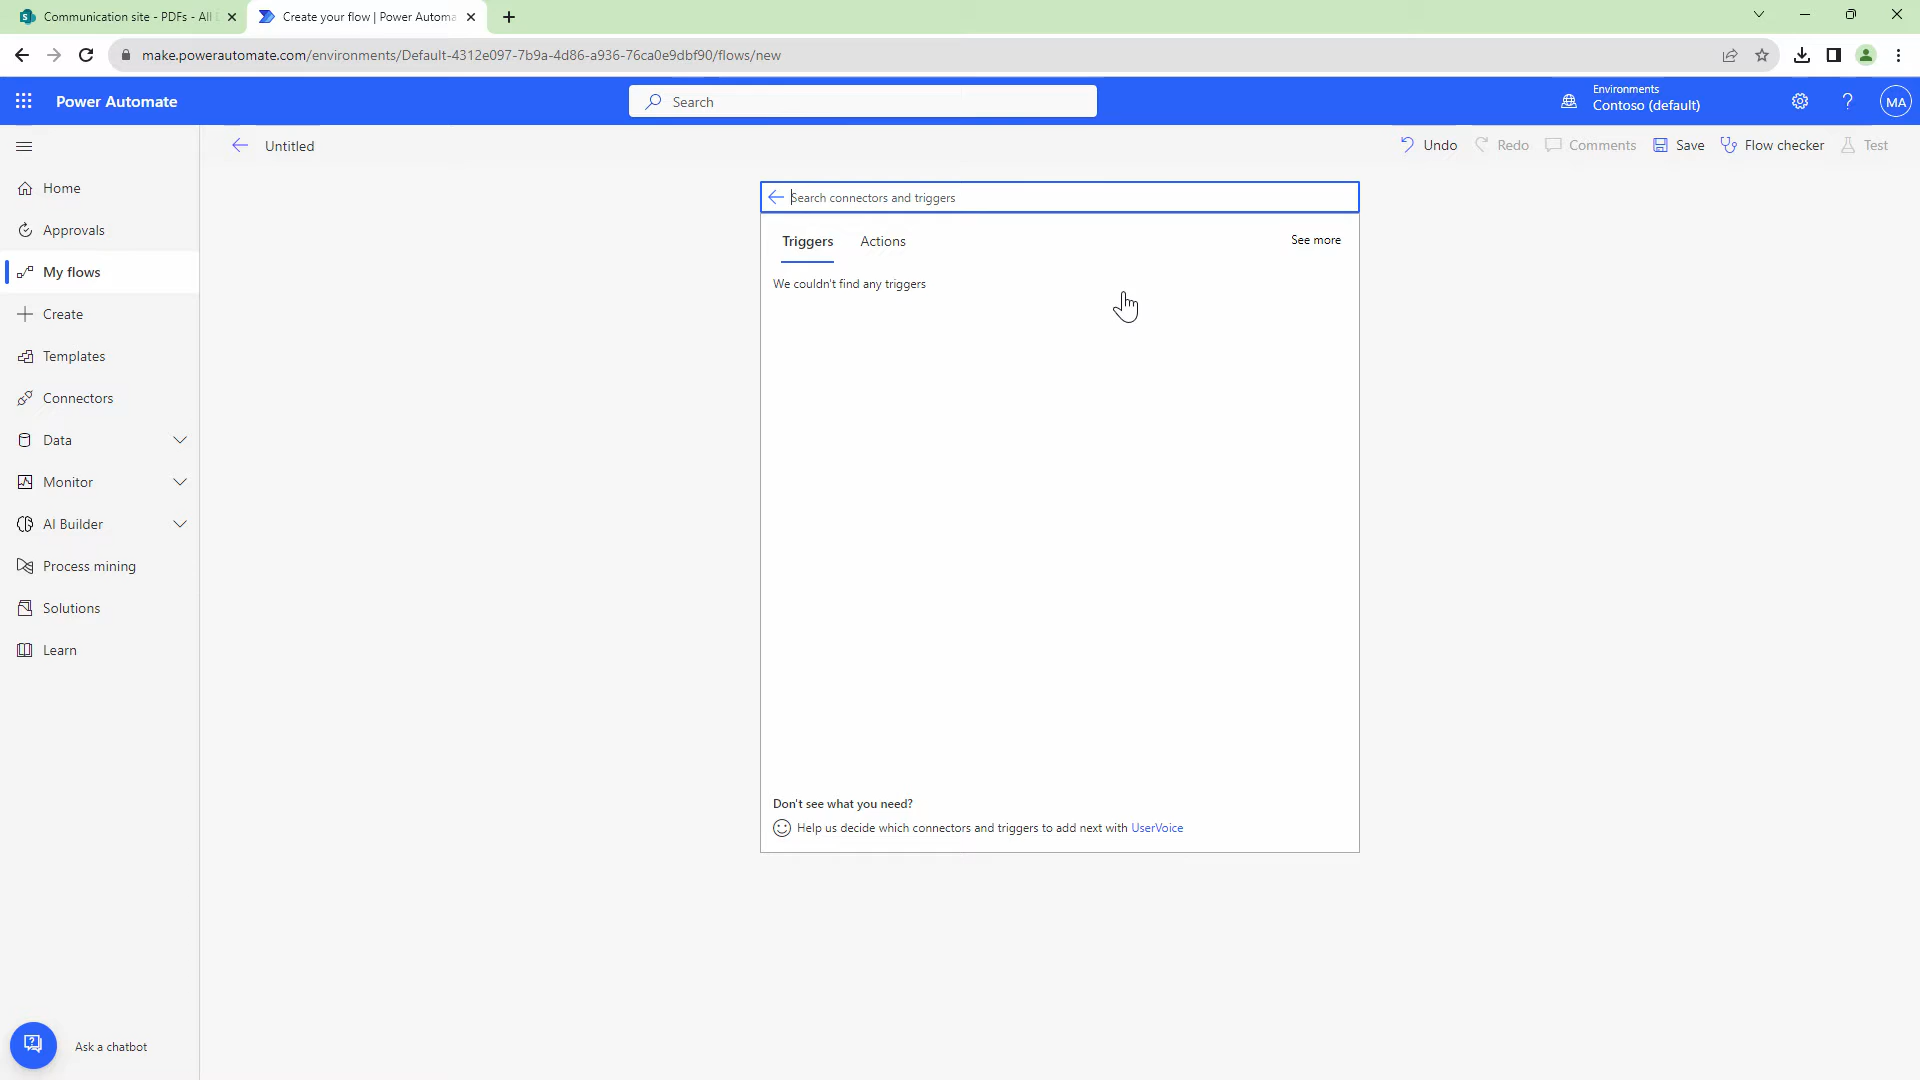 Communication site - PDFs - All
Create your flow | Power Automa
make.powerautomate.com/environments/Default-4312e097-7b9a-4d86-a936-76ca0e9dbf90/flows/new
Power Automate
Search
Environments
Contoso (default)
?
MA
Untitled
Undo
Redo
Comments
Save
Flow checker
Test
Home
Approvals
My flows
Create
Templates
Connectors
Data
Monitor
AI Builder
Process mining
Solutions
Learn
Ask a chatbot
Search connectors and triggers
Triggers
Actions
See more
We couldn't find any triggers
Don't see what you need?
Help us decide which connectors and triggers to add next with UserVoice